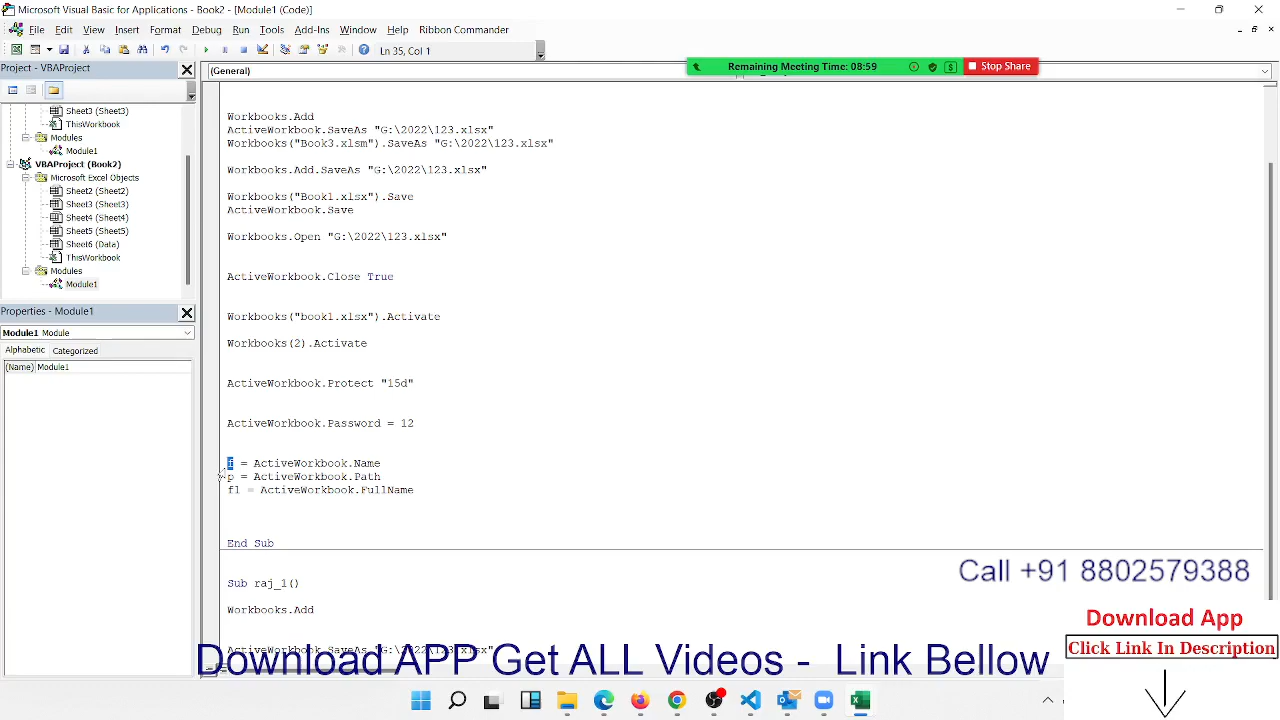 Microsoft Visual Basic for Applications - Book2 - [Module1 (Code)]
File Edit View Insert Format Debug Run Tools Add-Ins Window Help Ribbon Commander
Ln 35, Col 1
Project - VBAProject
(General)
Remaining Meeting Time: 08:59
Stop Share
Sheet3 (Sheet3)
ThisWorkbook
Modules
Module1
VBAProject (Book2)
Microsoft Excel Objects
Sheet2 (Sheet2)
Sheet3 (Sheet3)
Sheet4 (Sheet4)
Sheet5 (Sheet5)
Sheet6 (Data)
ThisWorkbook
Modules
Module1
Properties - Module1
Module1 Module
Alphabetic Categorized
(Name) Module1
Workbooks.Add
ActiveWorkbook.SaveAs "G:\2022\123.xlsx"
Workbooks("Book3.xlsm").SaveAs "G:\2022\123.xlsx"
Workbooks.Add.SaveAs "G:\2022\123.xlsx"
Workbooks("Book1.xlsx").Save
ActiveWorkbook.Save
Workbooks.Open "G:\2022\123.xlsx"
ActiveWorkbook.Close True
Workbooks("book1.xlsx").Activate
Workbooks(2).Activate
ActiveWorkbook.Protect "15d"
ActiveWorkbook.Password = 12
f = ActiveWorkbook.Name
p = ActiveWorkbook.Path
f1 = ActiveWorkbook.FullName
End Sub
Sub raj_1()
Workbooks.Add
ActiveWorkbook.SaveAs "G:\2022\123.xlsx"
Call +91 8802579388
Download App
Click Link In Description
Download APP Get ALL Videos - Link Bellow